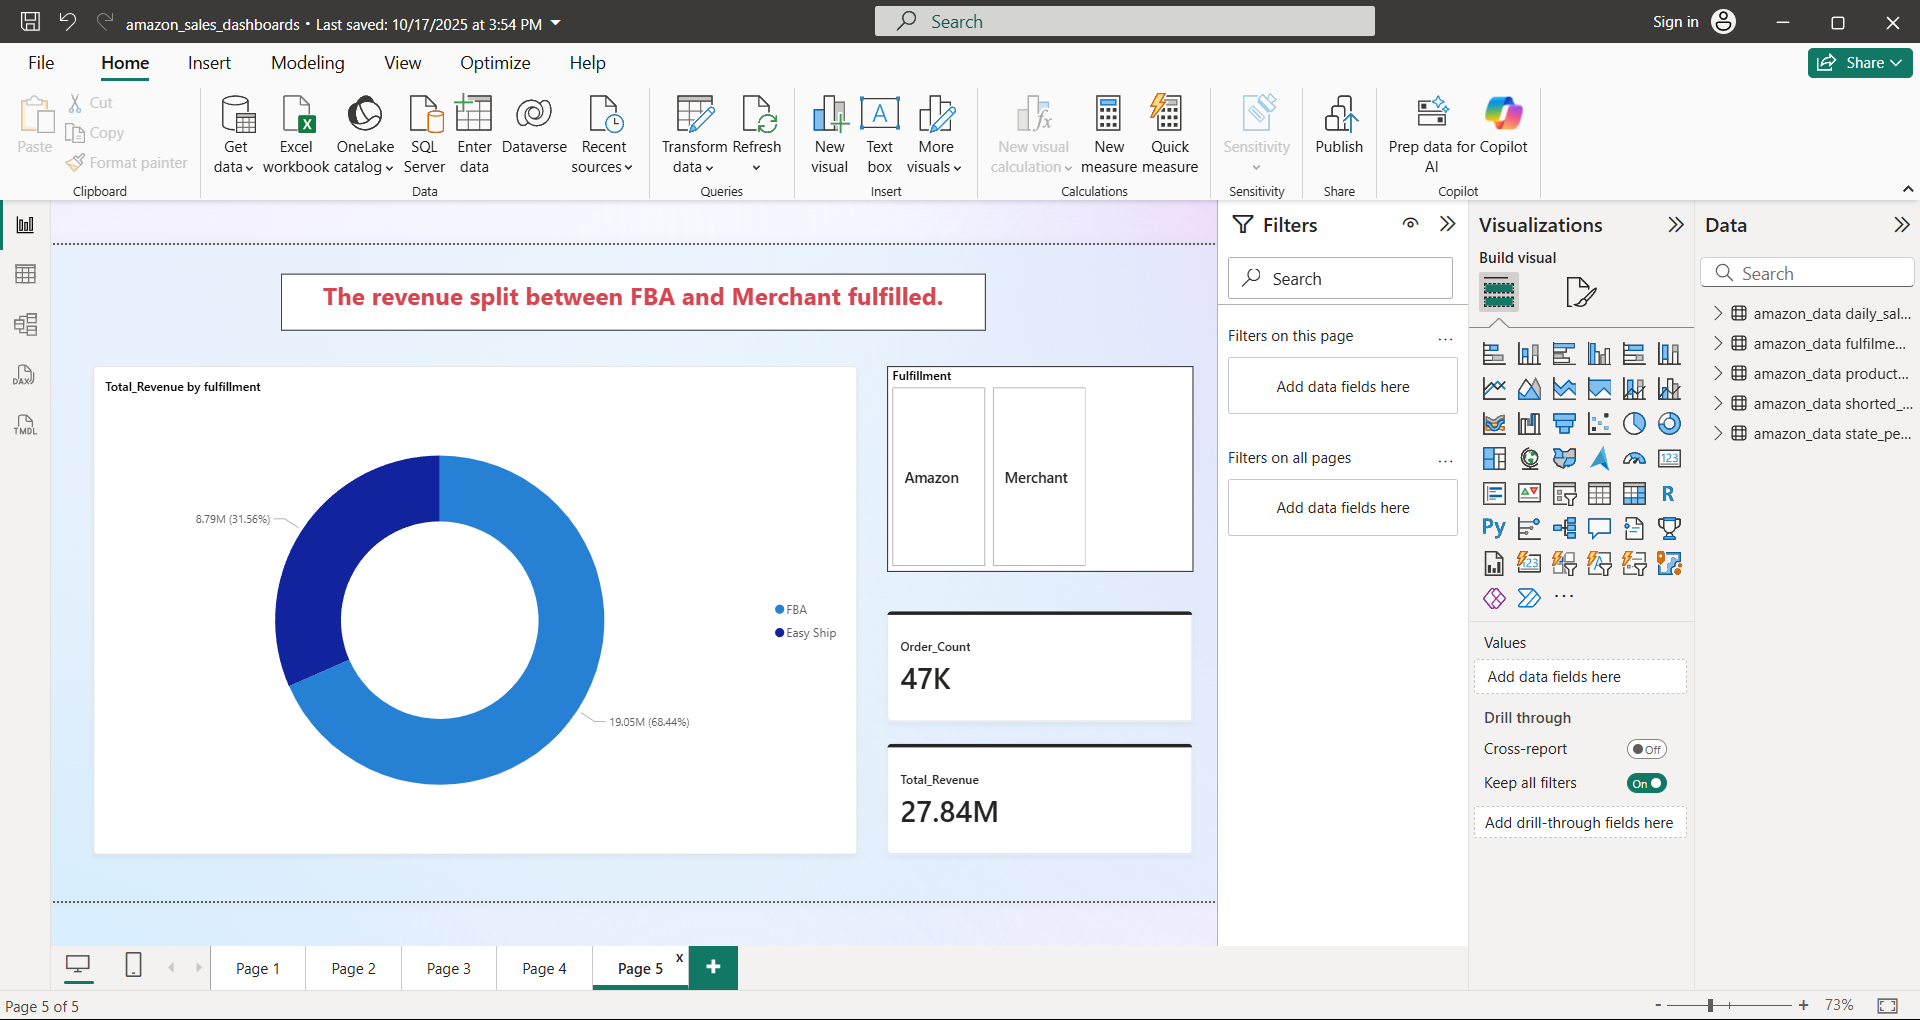 amazon_sales_dashboards • Last saved: 10/17/2025 at 3:54 PM
Search
Sign in
File
Home
Insert
Modeling
View
Optimize
Help
Share
Paste
Cut
Copy
Format painter
Clipboard
Get data
Excel workbook
OneLake catalog
SQL Server
Enter data
Dataverse
Recent sources
Data
Transform data
Refresh
Queries
New visual
Text box
More visuals
Insert
New visual calculation
New measure
Quick measure
Calculations
Sensitivity
Sensitivity
Publish
Share
Prep data for AI
Copilot
Copilot
DAX
TMDL
The revenue split between FBA and Merchant fulfilled.
Total_Revenue by fulfillment
8.79M (31.56%)
19.05M (68.44%)
FBA
Easy Ship
Fulfillment
Amazon
Merchant
Order_Count
47K
Total_Revenue
27.84M
Filters
Search
Filters on this page
...
Add data fields here
Filters on all pages
...
Add data fields here
Visualizations
Build visual
123
R
Py
123
...
Values
Add data fields here
Drill through
Cross-report
Off
Keep all filters
On
Add drill-through fields here
Data
Search
amazon_data daily_sal...
amazon_data fulfilme...
amazon_data product...
amazon_data shorted_...
amazon_data state_pe...
Page 1
Page 2
Page 3
Page 4
Page 5
x
+
Page 5 of 5
-
+
73%